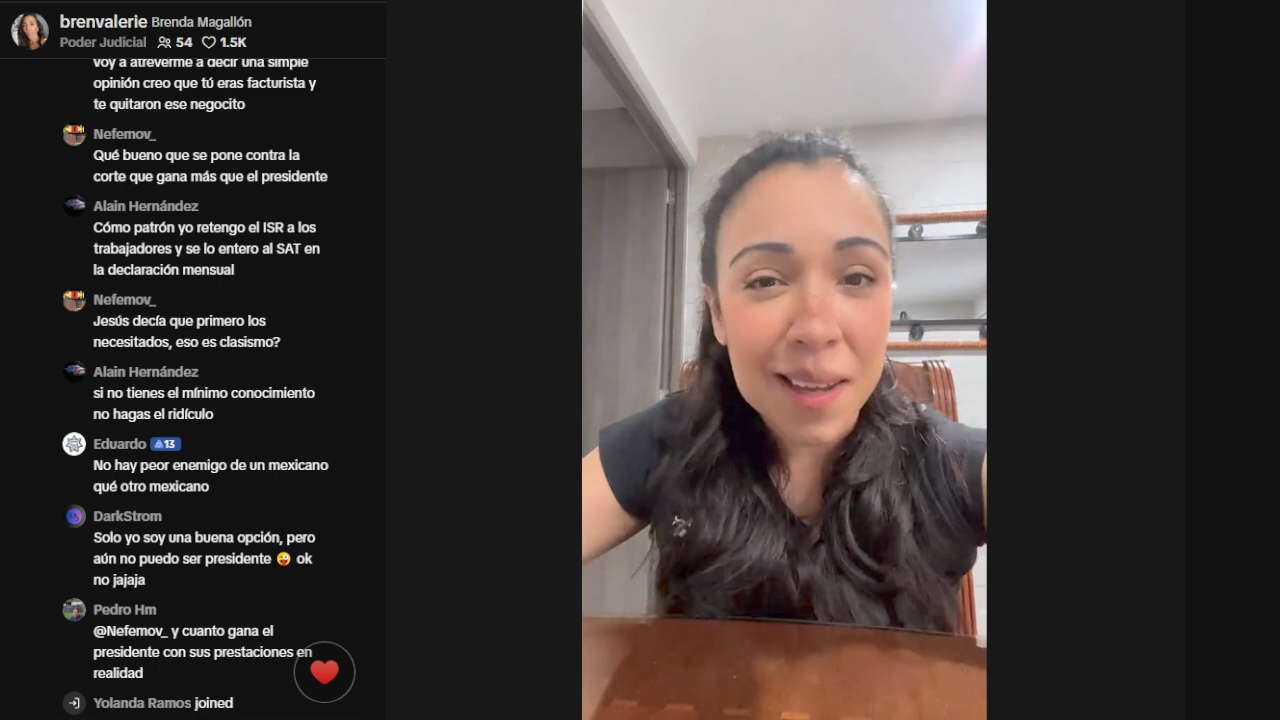 brenvalerie Brenda Magallón
Poder Judicial 54 1.5K
voy a atreverme a decir una simple
opinión creo que tú eras facturista y
te quitaron ese negocito
Nefemov_
Qué bueno que se pone contra la
corte que gana más que el presidente
Alain Hernández
Cómo patrón yo retengo el ISR a los
trabajadores y se lo entero al SAT en
la declaración mensual
Nefemov_
Jesús decía que primero los
necesitados, eso es clasismo?
Alain Hernández
si no tienes el mínimo conocimiento
no hagas el ridículo
Eduardo 13
No hay peor enemigo de un mexicano
qué otro mexicano
DarkStrom
Solo yo soy una buena opción, pero
aún no puedo ser presidente 😜 ok
no jajaja
Pedro Hm
@Nefemov_ y cuanto gana el
presidente con sus prestaciones en
realidad
Yolanda Ramos joined